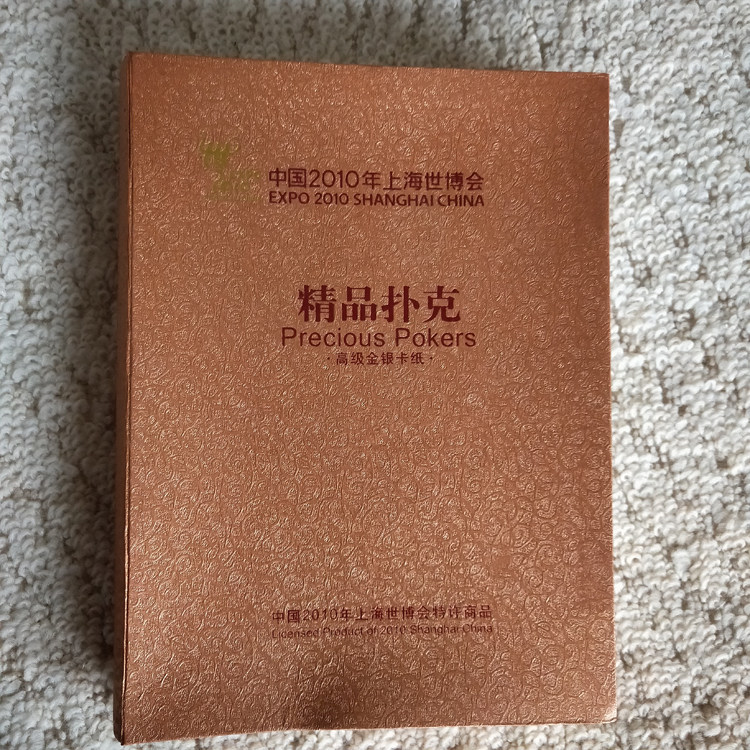 中国2010年上海世博会
EXPO 2010 SHANGHAI CHINA
精品扑克
Precious Pokers
·高级金银卡纸·
中国2010年上海世博会特许商品
Licensed Product of 2010 Shanghai China